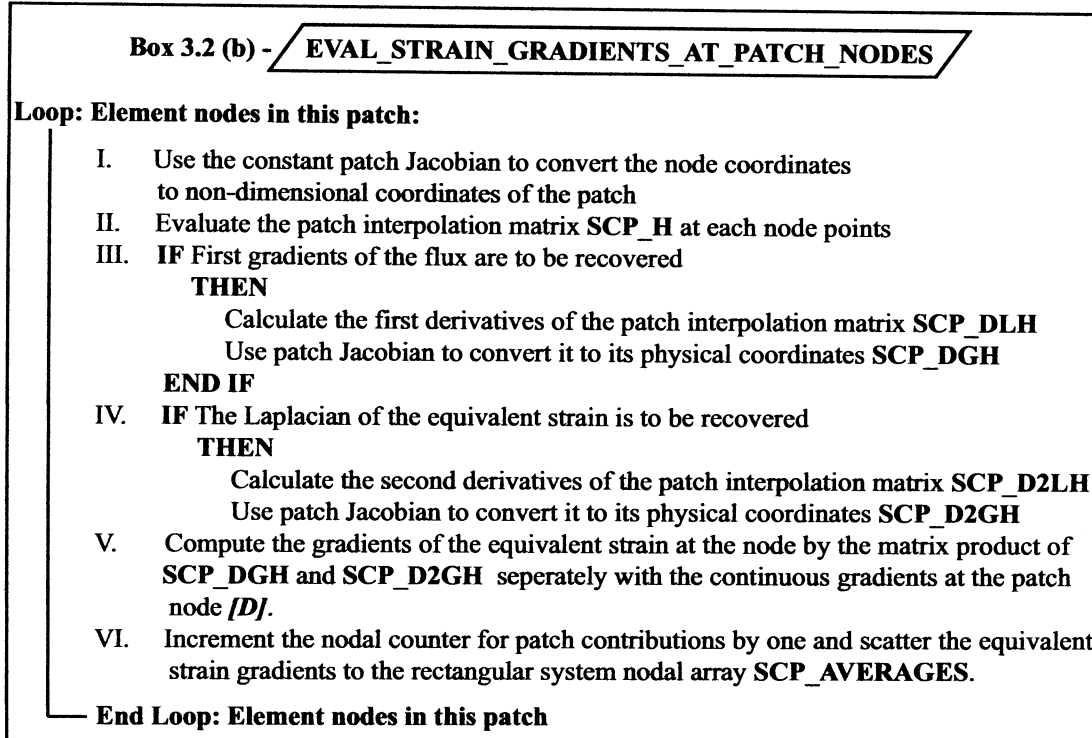 Box 3.2 (b) - EVAL_STRAIN_GRADIENTS_AT_PATCH_NODES
Loop: Element nodes in this patch:
I. Use the constant patch Jacobian to convert the node coordinates
to non-dimensional coordinates of the patch
II. Evaluate the patch interpolation matrix SCP_H at each node points
III. IF First gradients of the flux are to be recovered
THEN
Calculate the first derivatives of the patch interpolation matrix SCP_DLH
Use patch Jacobian to convert it to its physical coordinates SCP_DGH
END IF
IV. IF The Laplacian of the equivalent strain is to be recovered
THEN
Calculate the second derivatives of the patch interpolation matrix SCP_D2LH
Use patch Jacobian to convert it to its physical coordinates SCP_D2GH
V. Compute the gradients of the equivalent strain at the node by the matrix product of
SCP_DGH and SCP_D2GH seperately with the continuous gradients at the patch
node [D].
VI. Increment the nodal counter for patch contributions by one and scatter the equivalent
strain gradients to the rectangular system nodal array SCP_AVERAGES.
End Loop: Element nodes in this patch